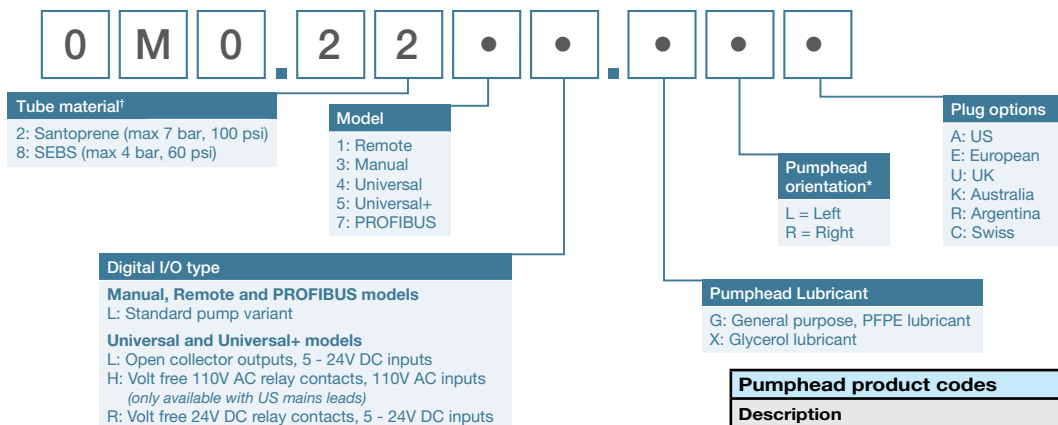 0 M 0 . 2 2 • • . • • •
Tube material†
2: Santoprene (max 7 bar, 100 psi)
8: SEBS (max 4 bar, 60 psi)
Model
1: Remote
3: Manual
4: Universal
5: Universal+
7: PROFIBUS
Plug options
A: US
E: European
U: UK
K: Australia
R: Argentina
C: Swiss
Pumphead
orientation*
L = Left
R = Right
Digital I/O type
Manual, Remote and PROFIBUS models
L: Standard pump variant
Universal and Universal+ models
L: Open collector outputs, 5 - 24V DC inputs
H: Volt free 110V AC relay contacts, 110V AC inputs
(only available with US mains leads)
R: Volt free 24V DC relay contacts, 5 - 24V DC inputs
Pumphead Lubricant
G: General purpose, PFPE lubricant
X: Glycerol lubricant
Pumphead product codes
Description